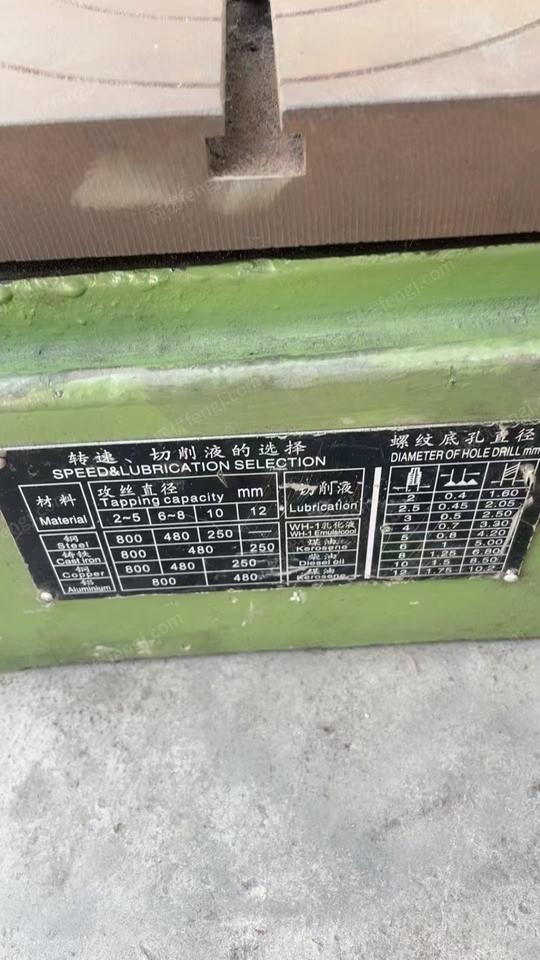 转速、切削液的选择
SPEED&LUBRICATION SELECTION
材料 Material
攻丝直径 mm
Tapping capacity
2~5 6~8 10 12
切削液
Lubrication
钢 Steel 800 480 250 WH-1乳化液 WH-1 Emulsicool
铸铁 Cast iron 800 480 250 煤油 Kerosene
铜 Copper 800 480 250 柴油 Diesel oil
铝 Aluminium 800 480 煤油 Kerosene
螺纹底孔直径
DIAMETER OF HOLE DRILL mm
2 0.4 1.60
2.5 0.45 2.05
3 0.5 2.50
4 0.7 3.30
5 0.8 4.20
6 1 5.00
8 1.25 6.80
10 1.5 8.50
12 1.75 10.2